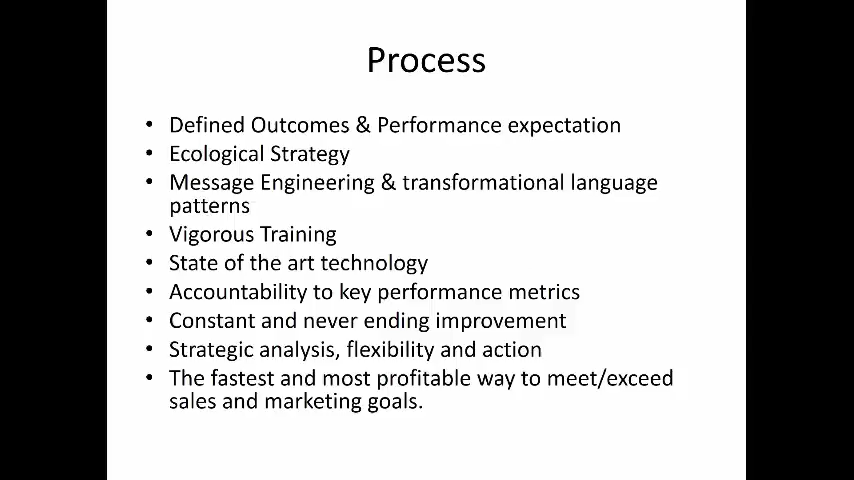 Process
• Defined Outcomes & Performance expectation
• Ecological Strategy
• Message Engineering & transformational language
patterns
• Vigorous Training
• State of the art technology
• Accountability to key performance metrics
• Constant and never ending improvement
• Strategic analysis, flexibility and action
• The fastest and most profitable way to meet/exceed
sales and marketing goals.